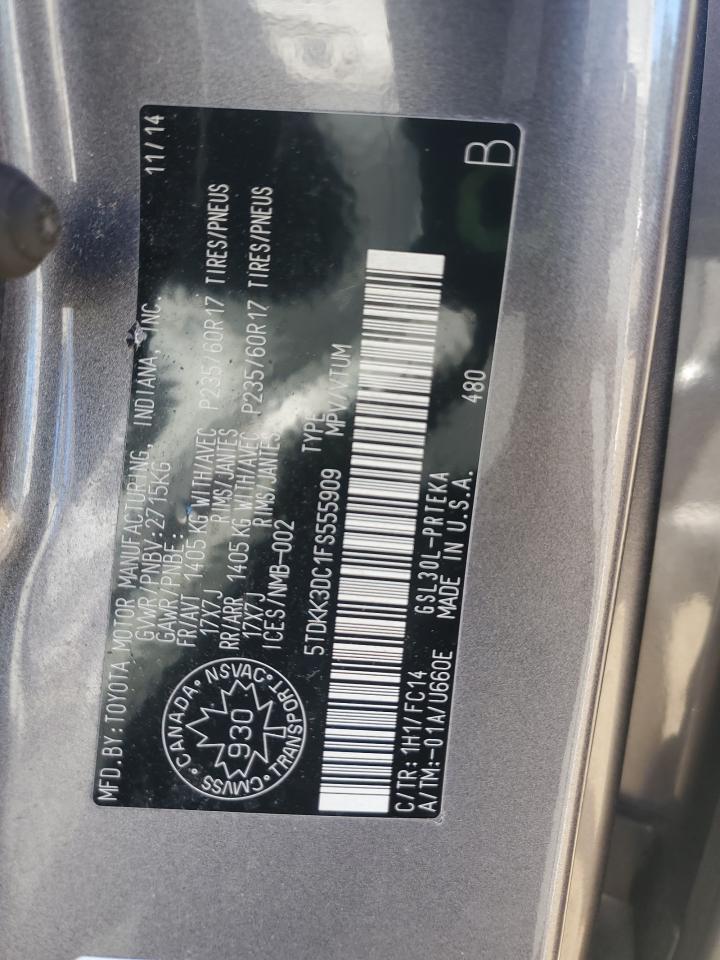 MFD.BY:TOYOTA MOTOR MANUFACTURING, INDIANA, INC. 11/14
GVWR/PNBV:2715KG
GAWR/PNBE:
FR/AVT 1405 KG WITH/AVEC P235/60R17 TIRES/PNEUS
17X7J RIMS/JANTES
RR/ARR 1405 KG WITH/AVEC P235/60R17 TIRES/PNEUS
17X7J RIMS/JANTES
ICES/NMB-002
CANADA • NSVAC • TRANSPORT • CMVSS •
930
5TDKK3DC1FS555909 TYPE MPV/VTUM
C/TR: 1H1/FC14 GSL30L-PRTEKA 480 B
A/TM:-01A/U660E MADE IN U.S.A.